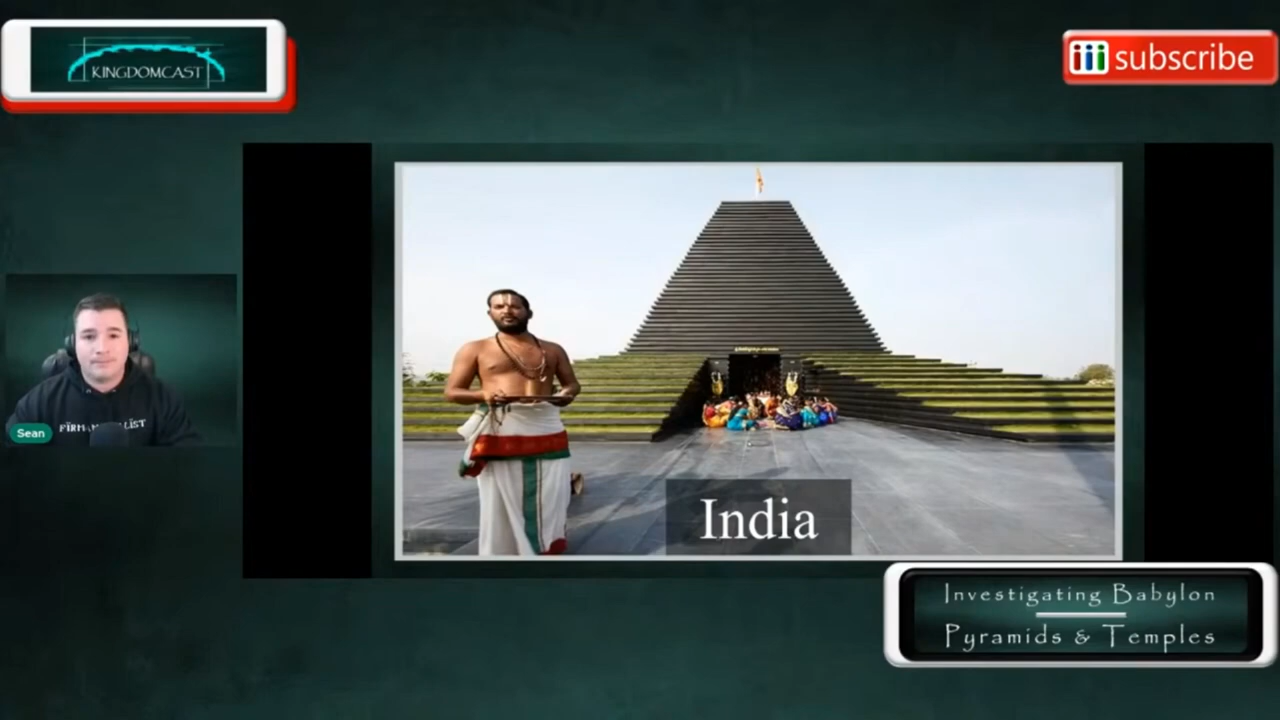 KINGDOMCAST
subscribe
Sean
India
Investigating Babylon
Pyramids & Temples